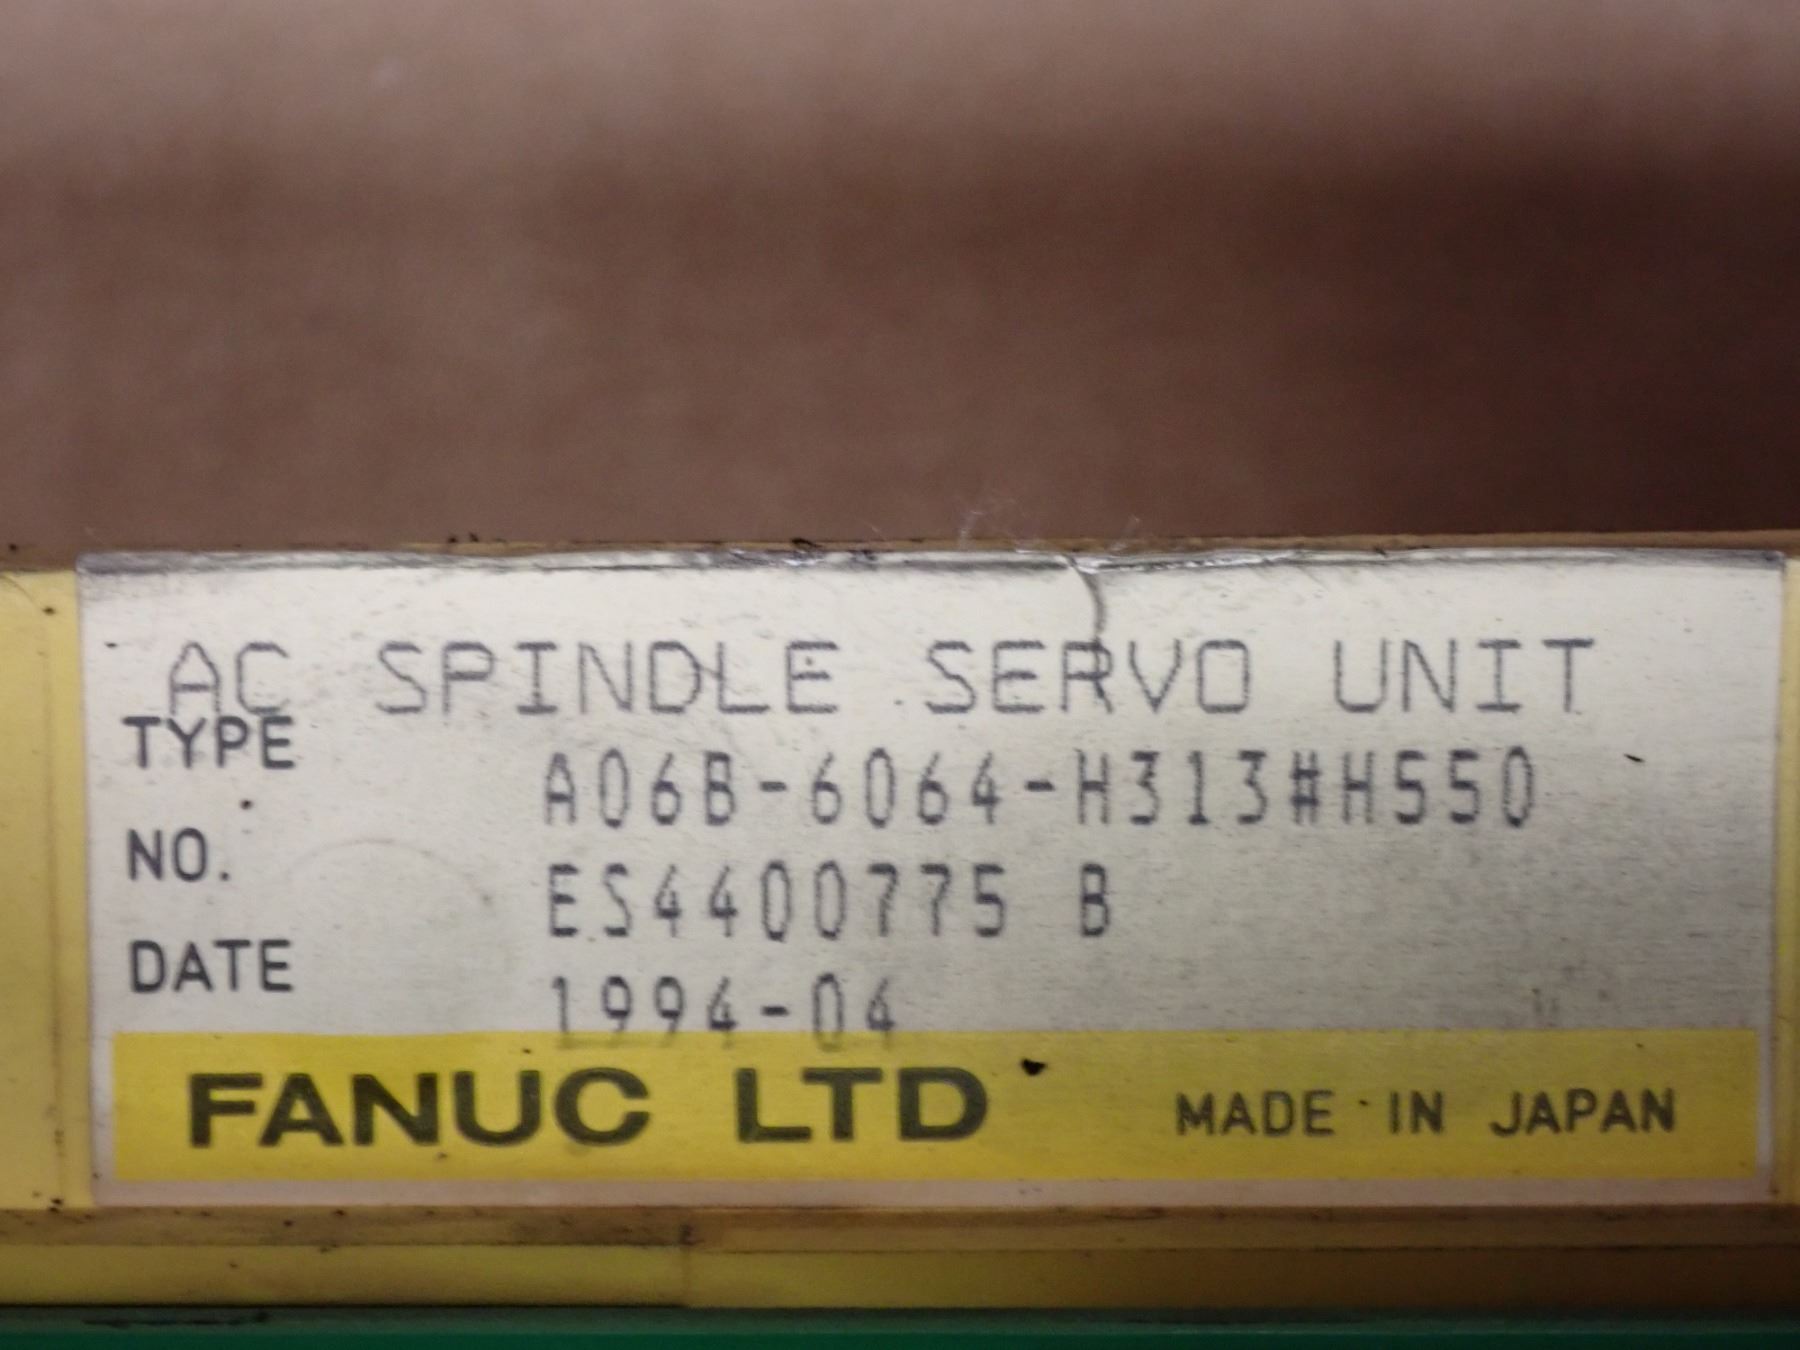 AC SPINDLE SERVO UNIT
TYPE A06B-6064-H313#H550
NO. ES4400775 B
DATE 1994-04
FANUC LTD MADE IN JAPAN